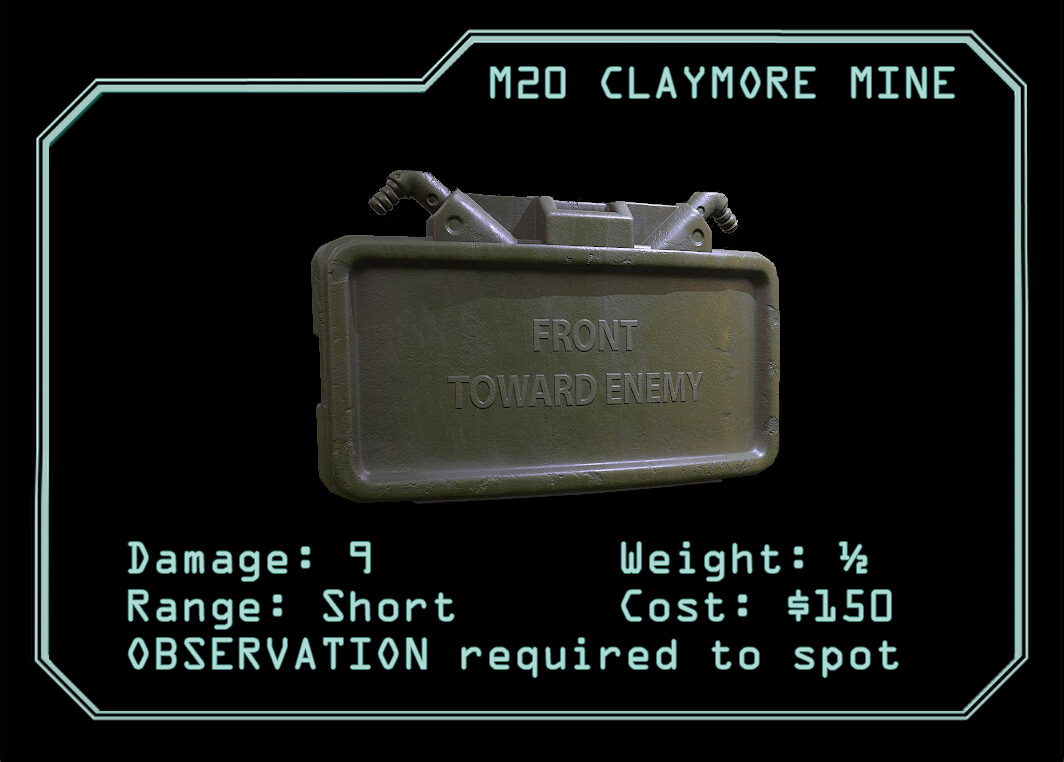 M20 CLAYMORE MINE
FRONT
TOWARD ENEMY
Damage: 9
Weight: ½
Range: Short
Cost: $150
OBSERVATION required to spot